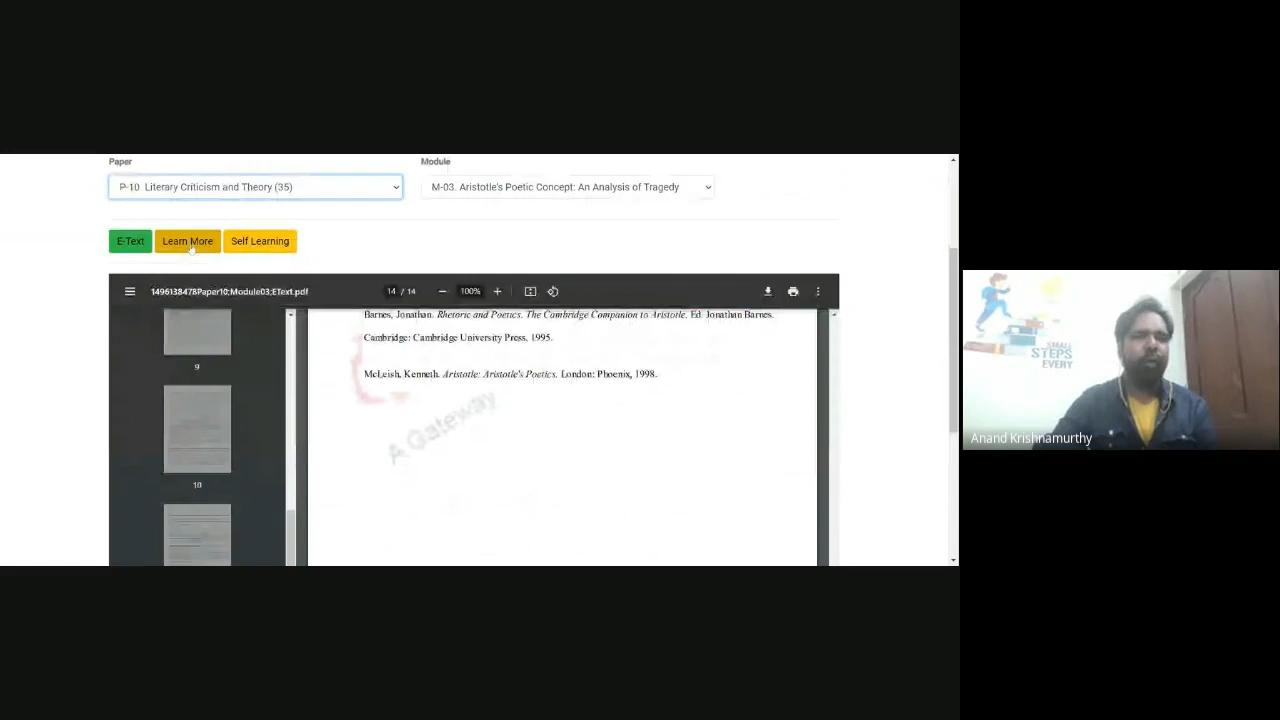 Paper
Module
P-10 Literary Criticism and Theory (35)
M-03. Aristotle's Poetic Concept: An Analysis of Tragedy
E-Text
Learn More
Self Learning
1496138478Paper10;Module03;EText.pdf
14 / 14
100%
Barnes, Jonathan. Rhetoric and Poetics. The Cambridge Companion to Aristotle. Ed. Jonathan Barnes.
Cambridge: Cambridge University Press, 1995.
McLeish, Kenneth. Aristotle: Aristotle's Poetics. London: Phoenix, 1998.
A Gateway
9
10
SMALL
STEPS
EVERY
Anand Krishnamurthy